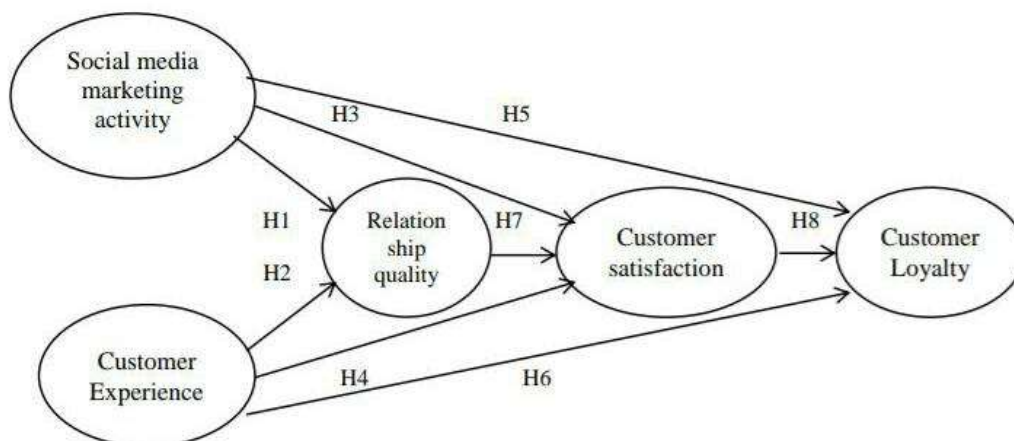 Social media
marketing
activity
H3
H5
H1
Relation
ship
quality
H7
Customer
satisfaction
H8
Customer
Loyalty
H2
Customer
Experience
H4
H6